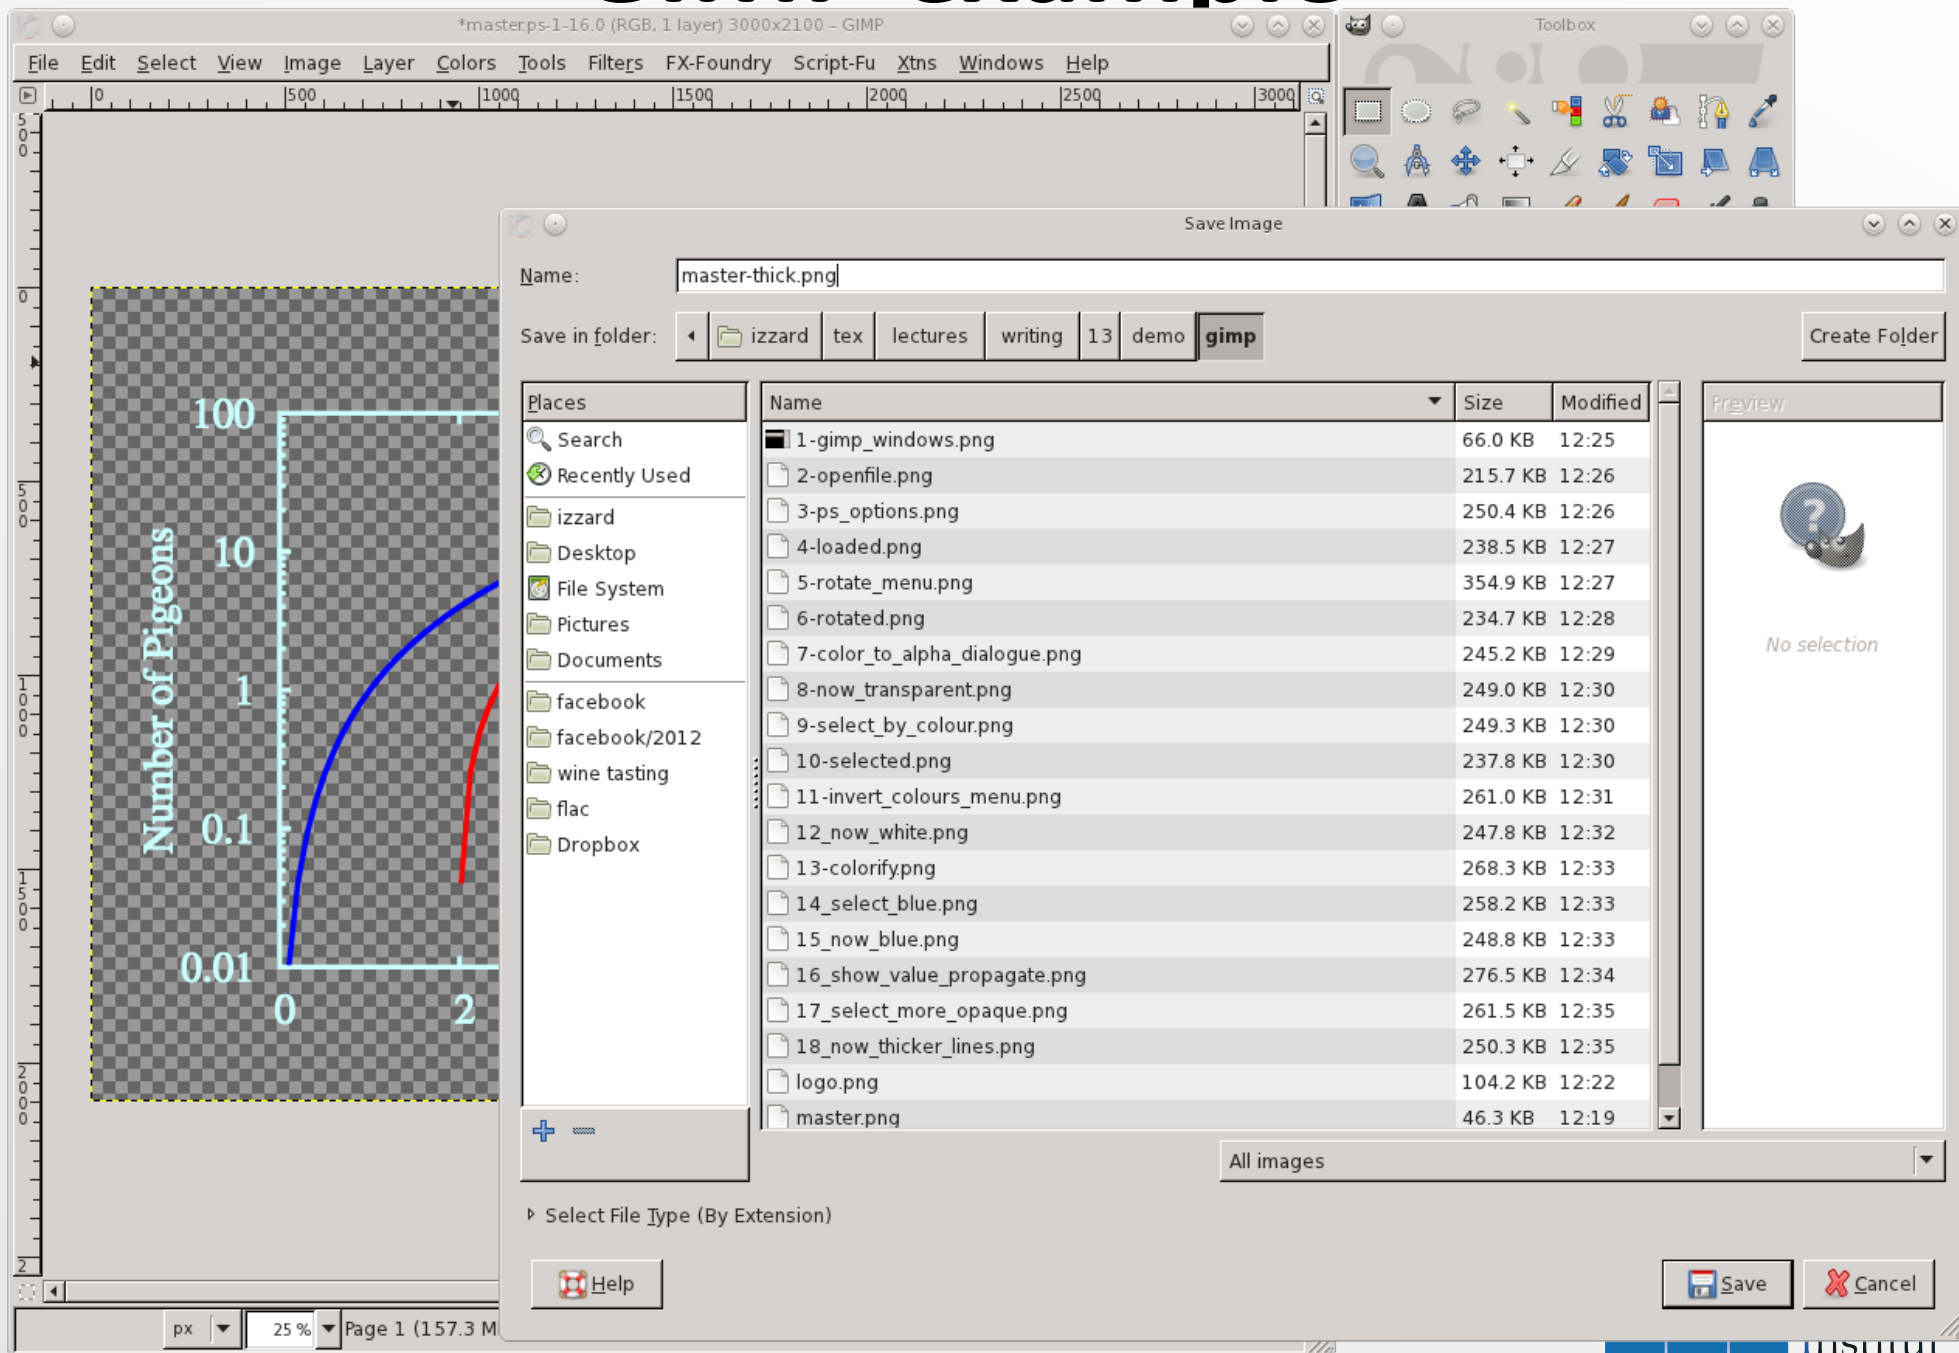 *master.ps-1-16.0 (RGB, 1 layer) 3000x2100 – GIMP
File Edit Select View Image Layer Colors Tools Filters FX-Foundry Script-Fu Xtns Windows Help
0 500 1000 1500 2000 2500 3000
Toolbox
Number of Pigeons
100
10
1
0.1
0.01
0 2
px 25 % Page 1 (157.3 M
Save Image
Name: master-thick.png
Save in folder: izzard tex lectures writing 13 demo gimp Create Folder
Places
Search
Recently Used
izzard
Desktop
File System
Pictures
Documents
facebook
facebook/2012
wine tasting
flac
Dropbox
Name Size Modified
1-gimp_windows.png 66.0 KB 12:25
2-openfile.png 215.7 KB 12:26
3-ps_options.png 250.4 KB 12:26
4-loaded.png 238.5 KB 12:27
5-rotate_menu.png 354.9 KB 12:27
6-rotated.png 234.7 KB 12:28
7-color_to_alpha_dialogue.png 245.2 KB 12:29
8-now_transparent.png 249.0 KB 12:30
9-select_by_colour.png 249.3 KB 12:30
10-selected.png 237.8 KB 12:30
11-invert_colours_menu.png 261.0 KB 12:31
12_now_white.png 247.8 KB 12:32
13-colorify.png 268.3 KB 12:33
14_select_blue.png 258.2 KB 12:33
15_now_blue.png 248.8 KB 12:33
16_show_value_propagate.png 276.5 KB 12:34
17_select_more_opaque.png 261.5 KB 12:35
18_now_thicker_lines.png 250.3 KB 12:35
logo.png 104.2 KB 12:22
master.png 46.3 KB 12:19
Preview
No selection
All images
Select File Type (By Extension)
Help Save Cancel